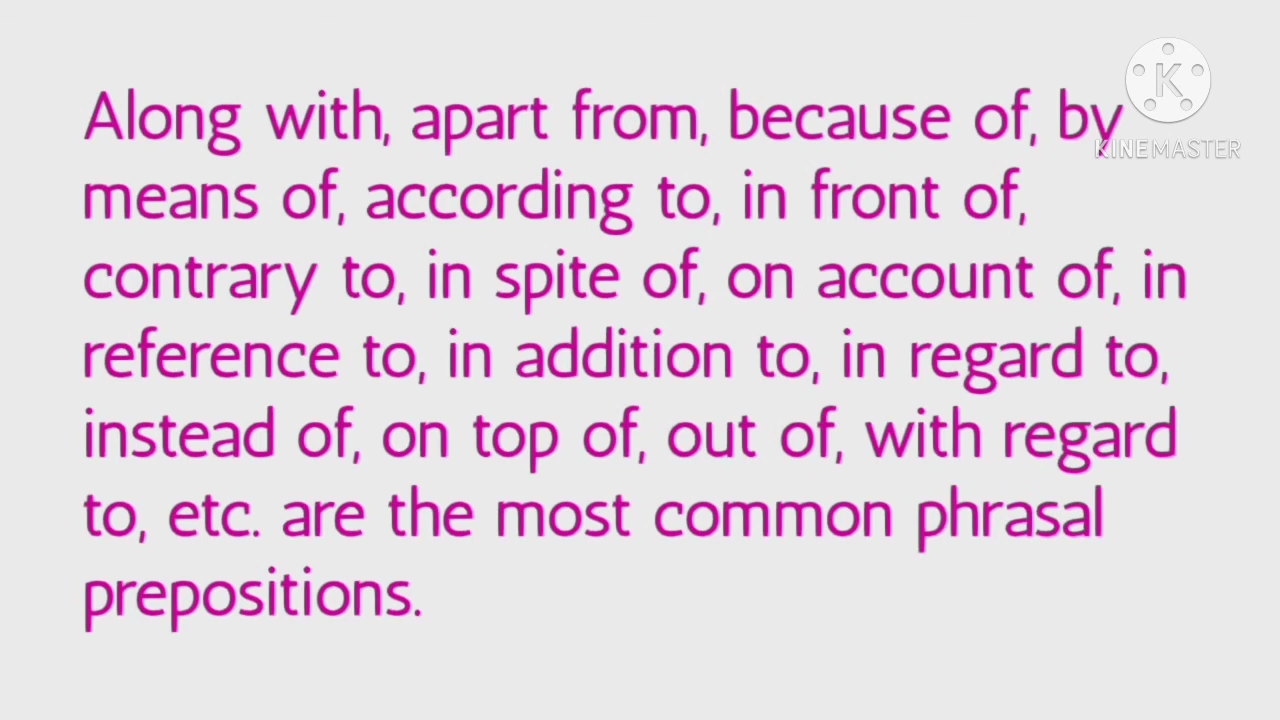 Along with, apart from, because of, by
means of, according to, in front of,
contrary to, in spite of, on account of, in
reference to, in addition to, in regard to,
instead of, on top of, out of, with regard
to, etc. are the most common phrasal
prepositions.
K
KINEMASTER